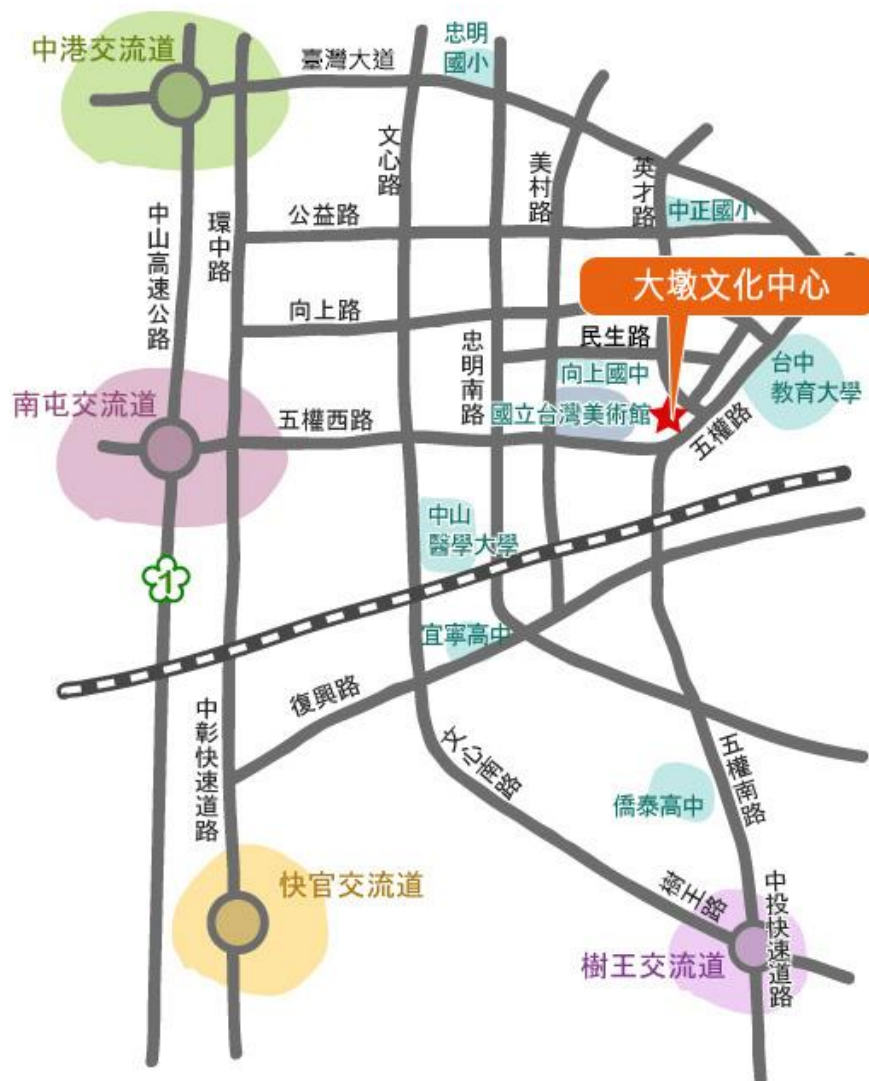 中港交流道
臺灣大道
忠明
國小
文心路
美村路
英才路
中正國小
中山高速公路
環中路
公益路
大墩文化中心
向上路
忠明南路
民生路
向上國中
台中
教育大學
南屯交流道
五權西路
國立台灣美術館
五權路
中山
醫學大學
1
宜寧高中
復興路
中彰快速道路
文心南路
五權南路
僑泰高中
快官交流道
樹王路
中投快速道路
樹王交流道